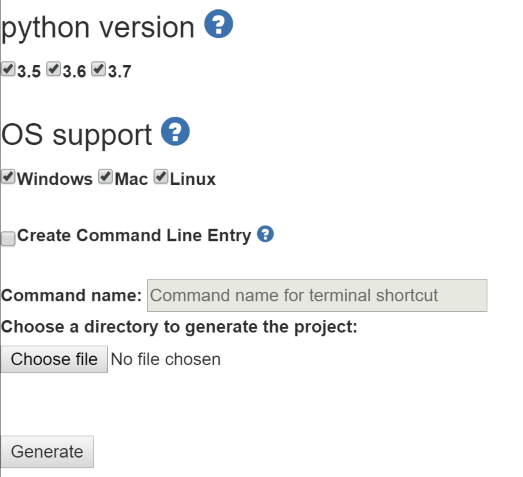 python version ?
3.5 3.6 3.7
OS support ?
Windows Mac Linux
Create Command Line Entry ?
Command name: Command name for terminal shortcut
Choose a directory to generate the project:
Choose file No file chosen
Generate